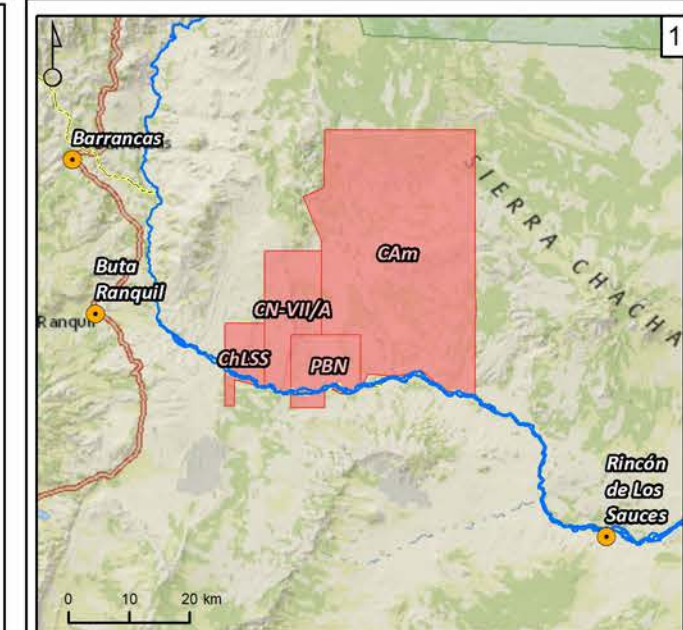 1
Barrancas
SIERRA CHACHA
CAm
Buta
Ranquil
Ranquil
CN-VII/A
ChLSS
PBN
Rincón
de Los
Sauces
0 10 20 km